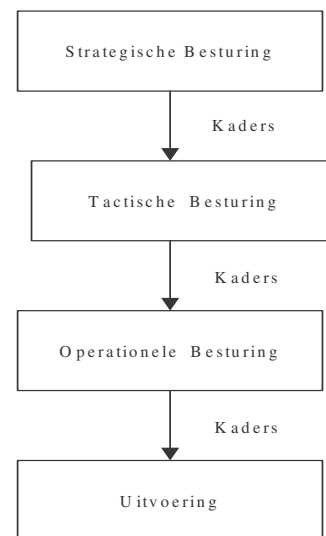 Strategische Besturing
Kaders
Tactische Besturing
Kaders
Operationele Besturing
Kaders
Uitvoering